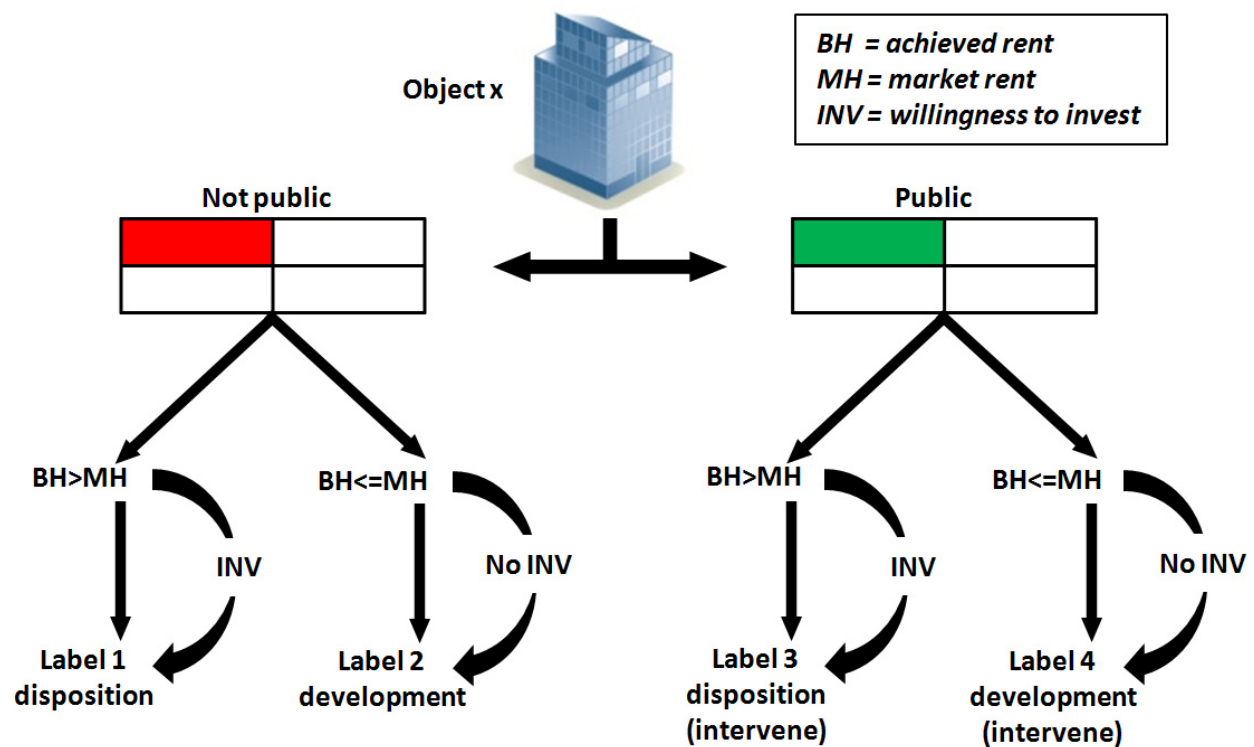 Object x
BH = achieved rent
MH = market rent
INV = willingness to invest
Not public
Public
BH>MH
INV
Label 1
disposition
BH<=MH
No INV
Label 2
development
BH>MH
INV
Label 3
disposition
(intervene)
BH<=MH
No INV
Label 4
development
(intervene)